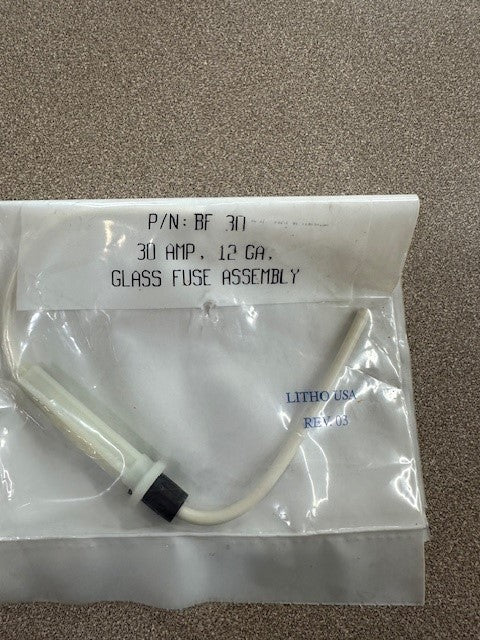 P/N: BF 30
30 AMP, 12 GA,
GLASS FUSE ASSEMBLY
LITHO USA
REV. 03